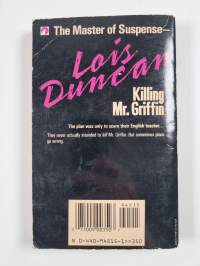 The Master of Suspense—
Lois
Duncan
Killing
Mr. Griffin
The plan was only to scare their English teacher...
They never actually intended to kill Mr. Griffin. But sometimes plans
go wrong.